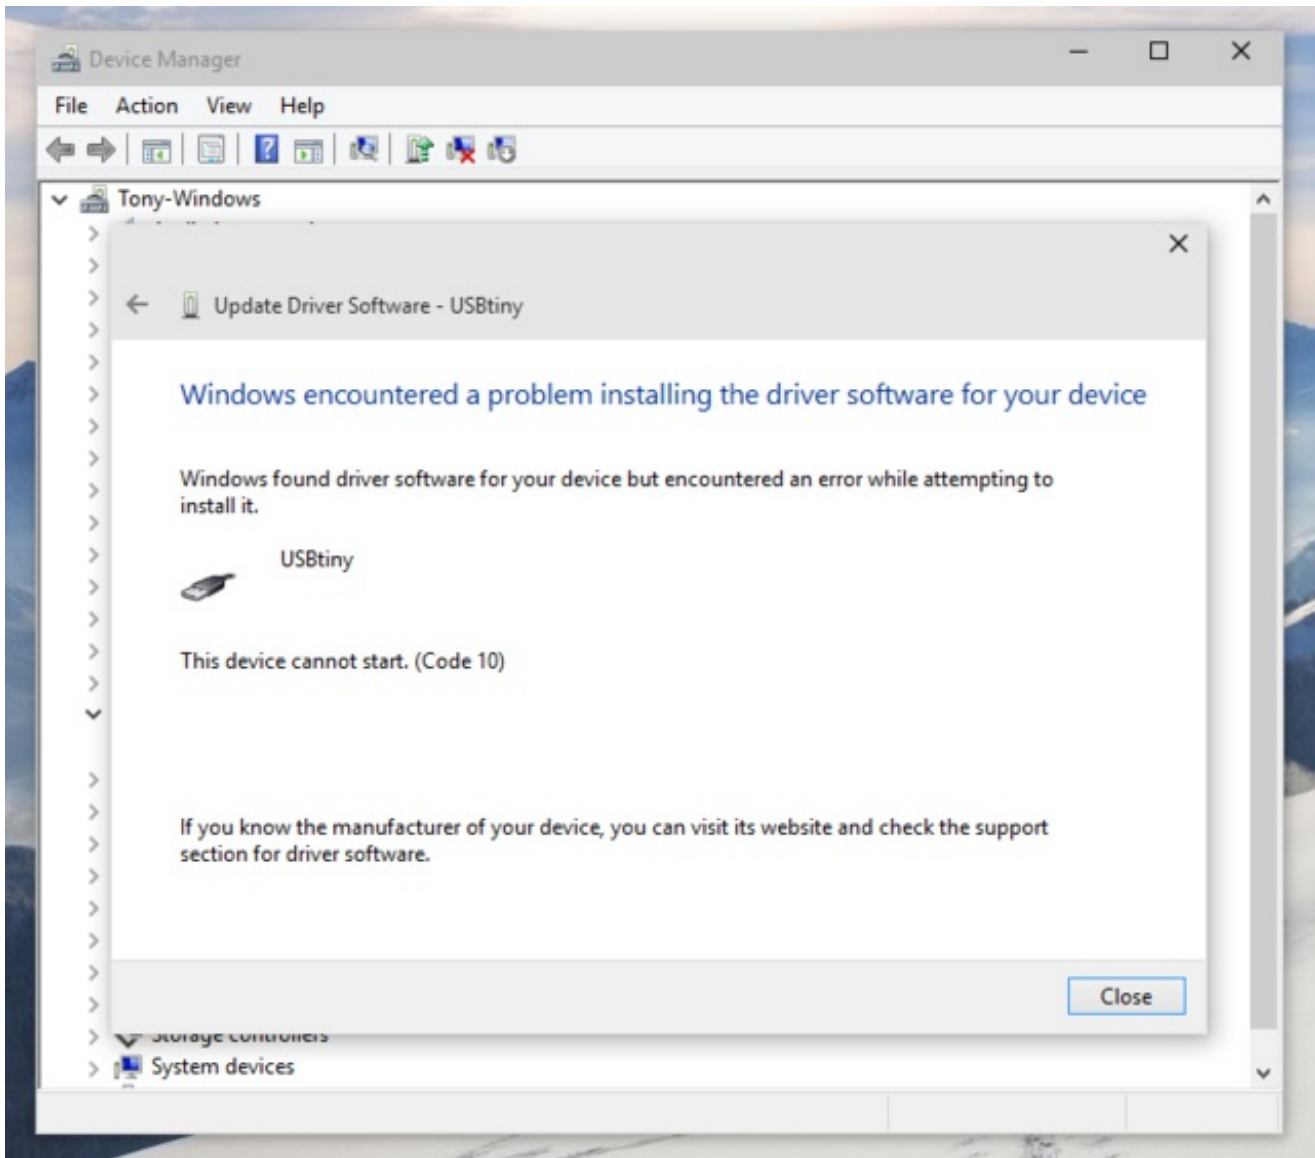 Device Manager
File Action View Help
Tony-Windows
Update Driver Software - USBtiny
Windows encountered a problem installing the driver software for your device
Windows found driver software for your device but encountered an error while attempting to
install it.
USBtiny
This device cannot start. (Code 10)
If you know the manufacturer of your device, you can visit its website and check the support
section for driver software.
Close
Storage controllers
System devices